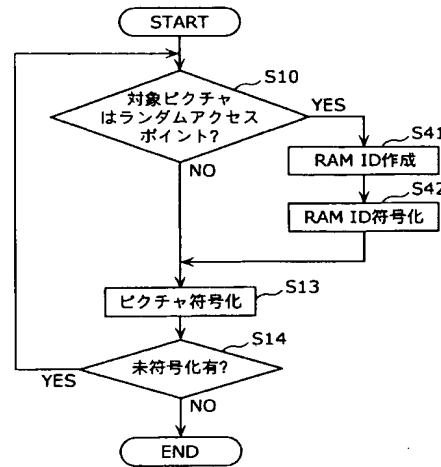 START
S10
対象ピクチャ
はランダムアクセス
ポイント?
YES
S41
RAM ID作成
NO
S42
RAM ID符号化
S13
ピクチャ符号化
S14
未符号化有?
YES
NO
END